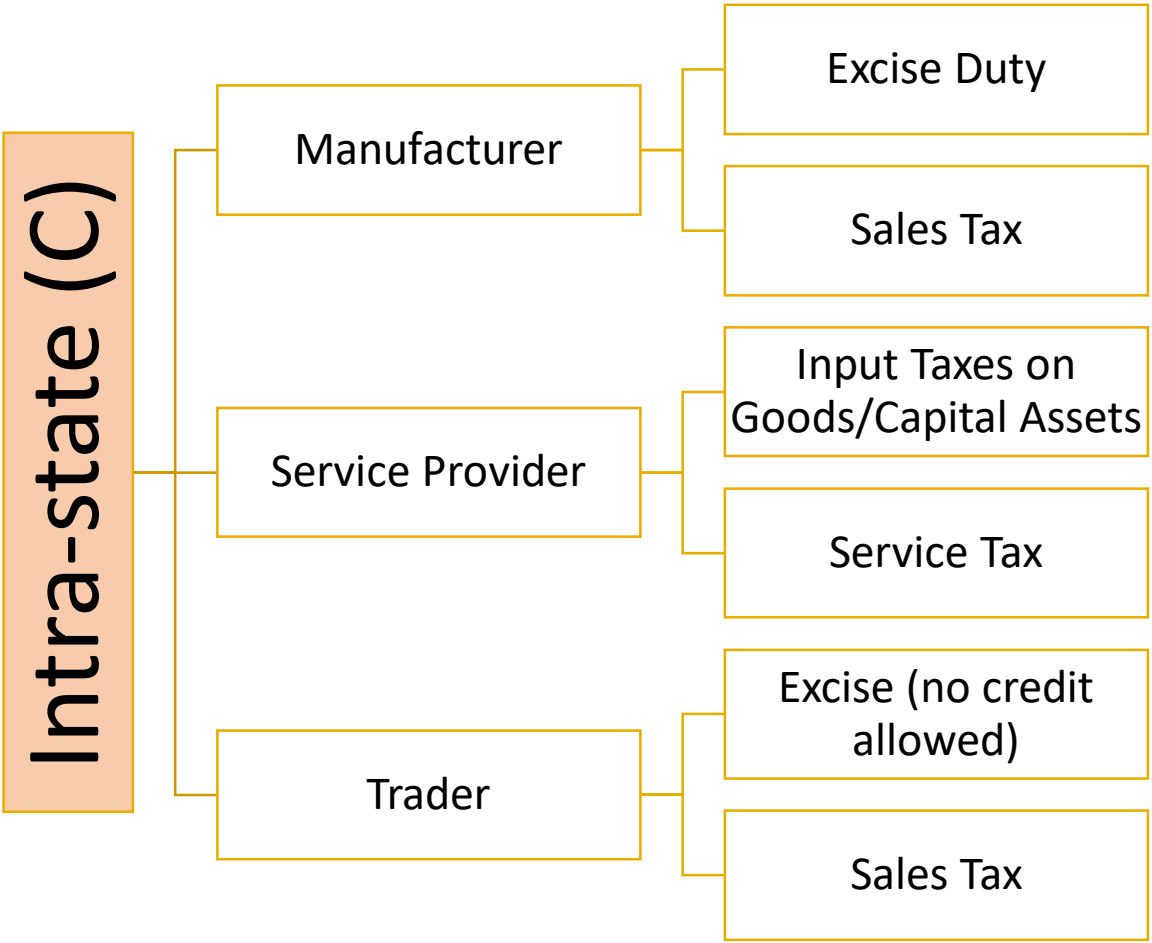 Intra-state (C)
Manufacturer
Excise Duty
Sales Tax
Service Provider
Input Taxes on
Goods/Capital Assets
Service Tax
Trader
Excise (no credit
allowed)
Sales Tax